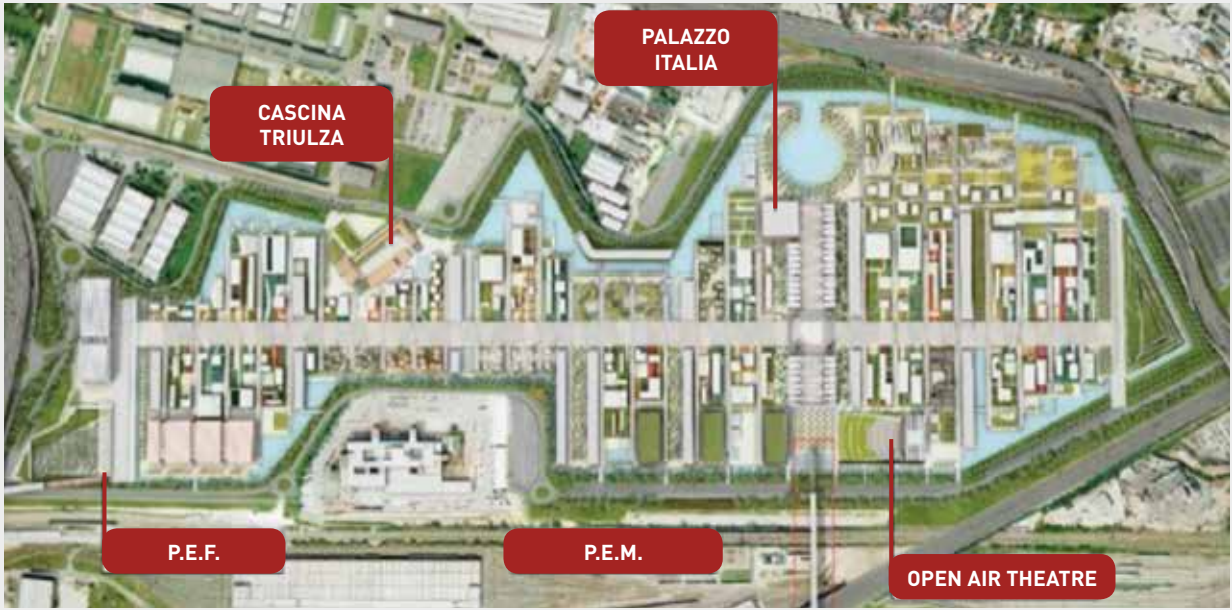 PALAZZO
ITALIA
CASCINA
TRIULZA
P.E.F.
P.E.M.
OPEN AIR THEATRE